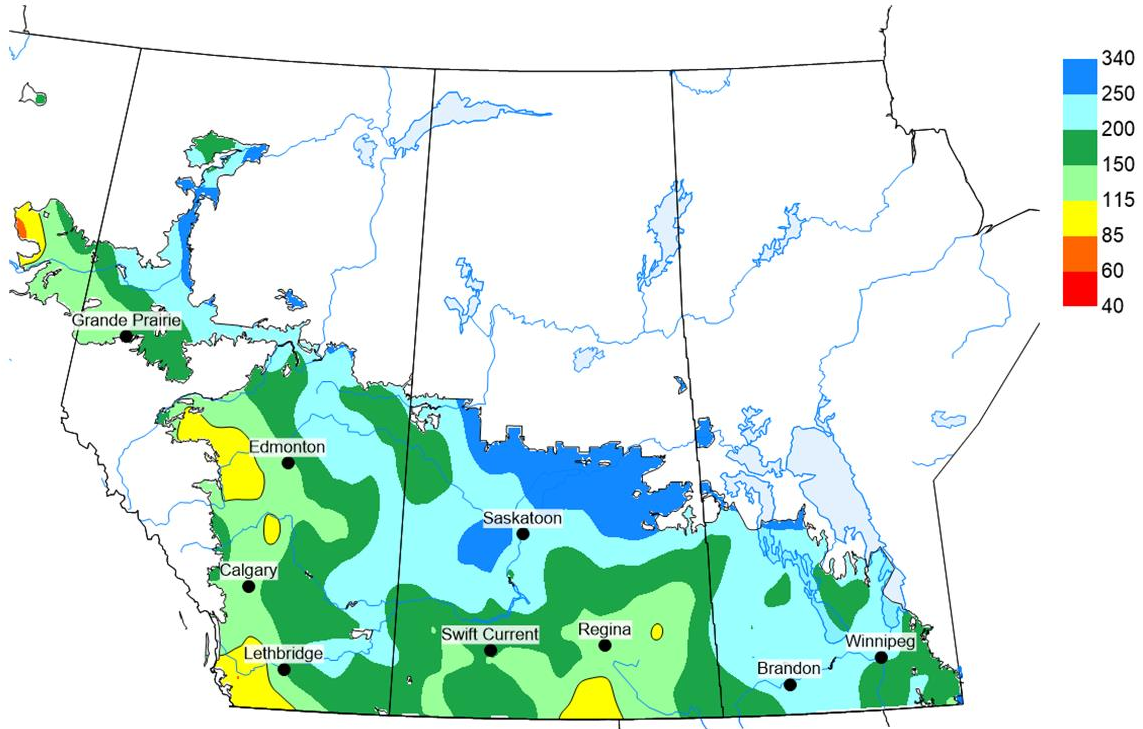 340
250
200
150
115
85
60
40
Grande Prairie
Edmonton
Saskatoon
Calgary
Swift Current
Regina
Winnipeg
Lethbridge
Brandon